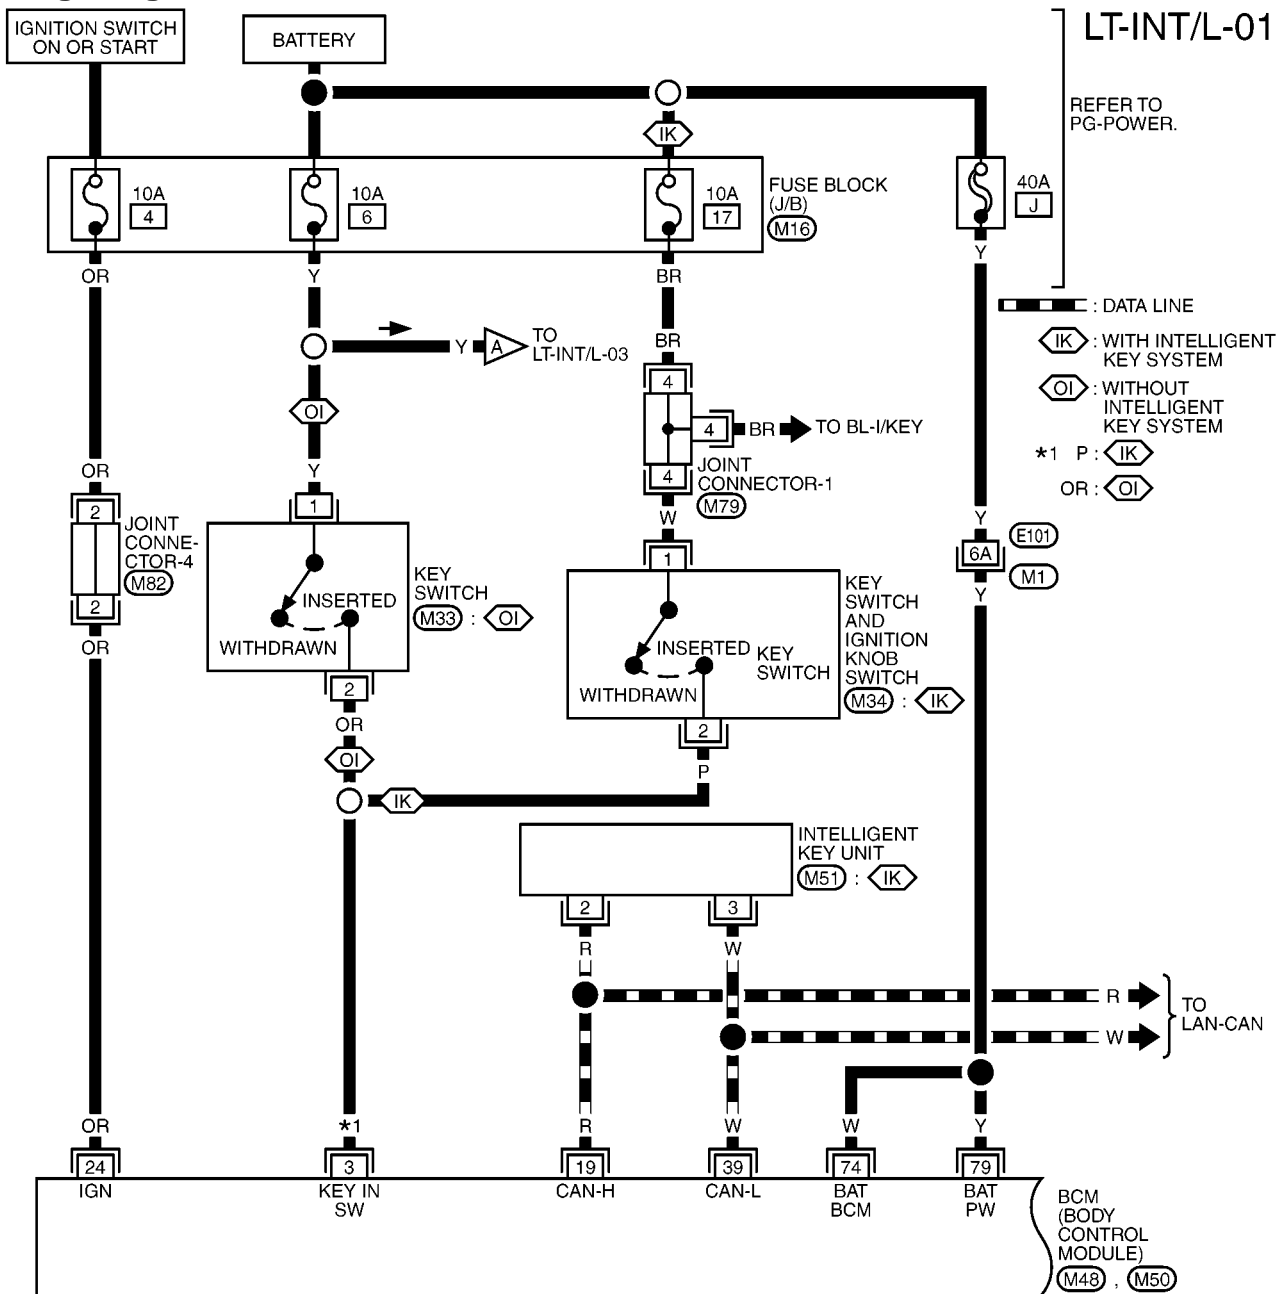 LT-INT/L-01
IGNITION SWITCH
ON OR START
BATTERY
REFER TO
PG-POWER.
IK
10A
4
10A
6
10A
17
FUSE BLOCK
(J/B)
M16
40A
J
OR
Y
BR
Y
: DATA LINE
IK : WITH INTELLIGENT
KEY SYSTEM
OI : WITHOUT
INTELLIGENT
KEY SYSTEM
*1 P : IK
OR : OI
Y
A
TO
LT-INT/L-03
BR
4
4
BR
TO BL-I/KEY
4
JOINT
CONNECTOR-1
M79
W
OI
OR
Y
2
JOINT
CONNE-
CTOR-4
M82
2
OR
1
KEY
SWITCH
M33 : OI
INSERTED
WITHDRAWN
2
OR
OI
1
INSERTED
KEY
SWITCH
WITHDRAWN
KEY
SWITCH
AND
IGNITION
KNOB
SWITCH
M34 : IK
2
P
IK
Y
6A
E101
M1
Y
INTELLIGENT
KEY UNIT
M51 : IK
2
3
R
W
R
W
TO
LAN-CAN
OR
*1
R
W
W
Y
24
3
19
39
74
79
IGN
KEY IN
SW
CAN-H
CAN-L
BAT
BCM
BAT
PW
BCM
(BODY
CONTROL
MODULE)
M48 , M50